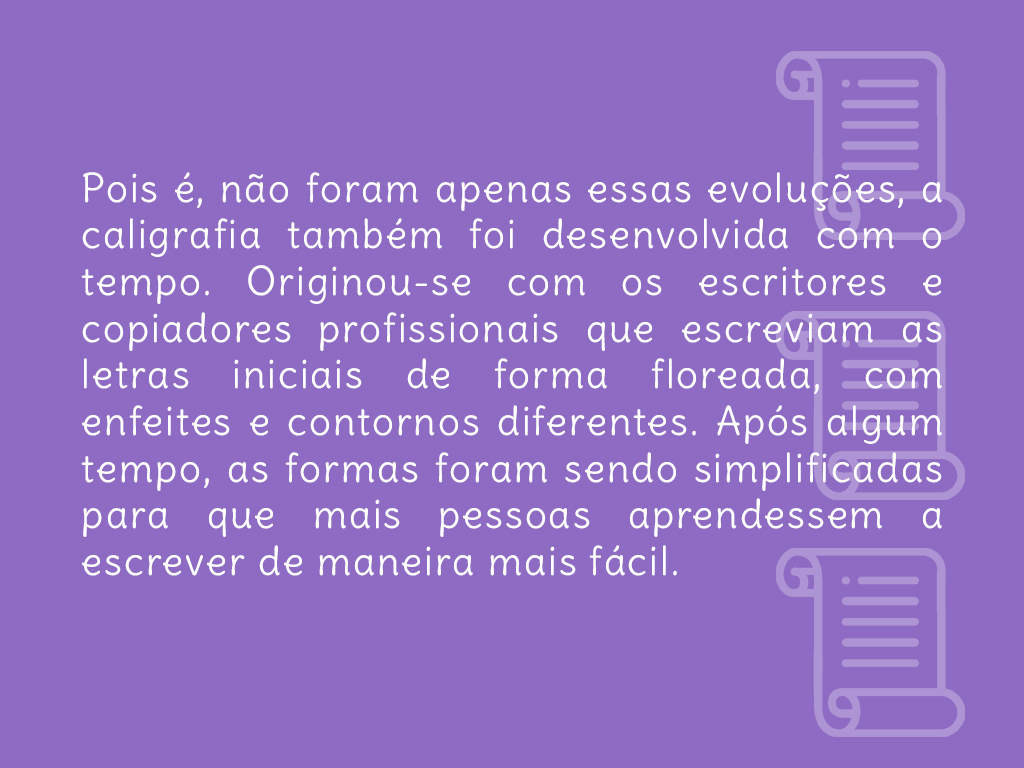 Pois é, não foram apenas essas evoluções, a
caligrafia também foi desenvolvida com o
tempo. Originou-se com os escritores e
copiadores profissionais que escreviam as
letras iniciais de forma floreada, com
enfeites e contornos diferentes. Após algum
tempo, as formas foram sendo simplificadas
para que mais pessoas aprendessem a
escrever de maneira mais fácil.